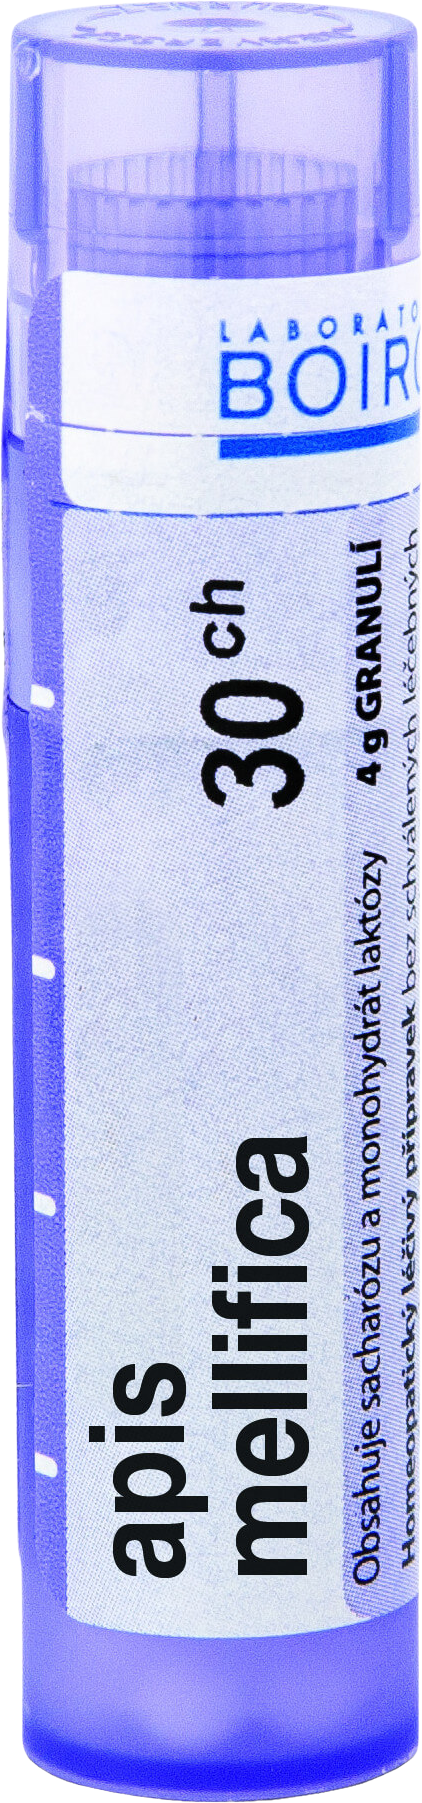 LABORATO
BOIRO
apis
mellifica
30 ch
Obsahuje sacharózu a monohydrát laktózy 4 g GRANULÍ
Homeopatický léčivý přípravek bez schválených léčebných